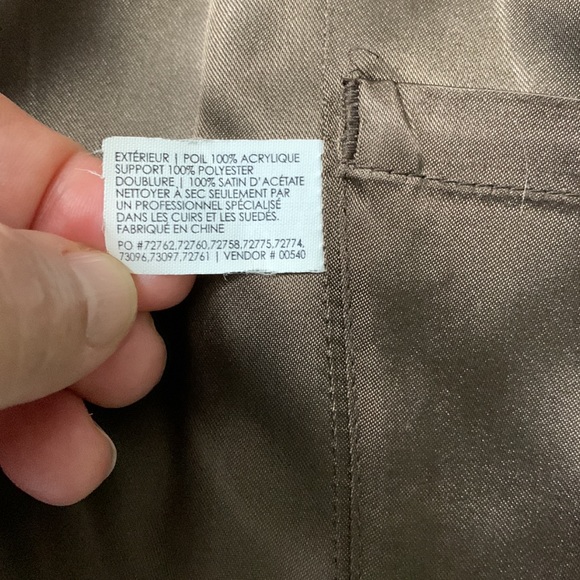 EXTÉRIEUR | POIL 100% ACRYLIQUE
SUPPORT 100% POLYESTER
DOUBLURE | 100% SATIN D'ACÉTATE
NETTOYER À SEC SEULEMENT PAR
UN PROFESSIONNEL SPÉCIALISÉ
DANS LES CUIRS ET LES SUEDÉS.
FABRIQUÉ EN CHINE
PO #72762,72760,72758,72775,72774,
73096,73097,72761 | VENDOR # 00540